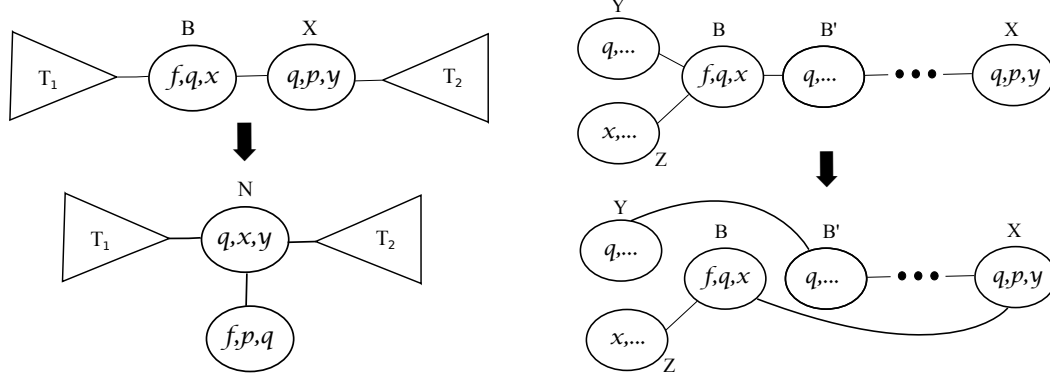 B X
T₁ f,q,x q,p,y T₂
N
T₁ q,x,y T₂
f,p,q
Y
q,... B B' X
f,q,x q,... ••• q,p,y
x,...
Z
Y B B' X
q,...
f,q,x q,... ••• q,p,y
x,...
Z